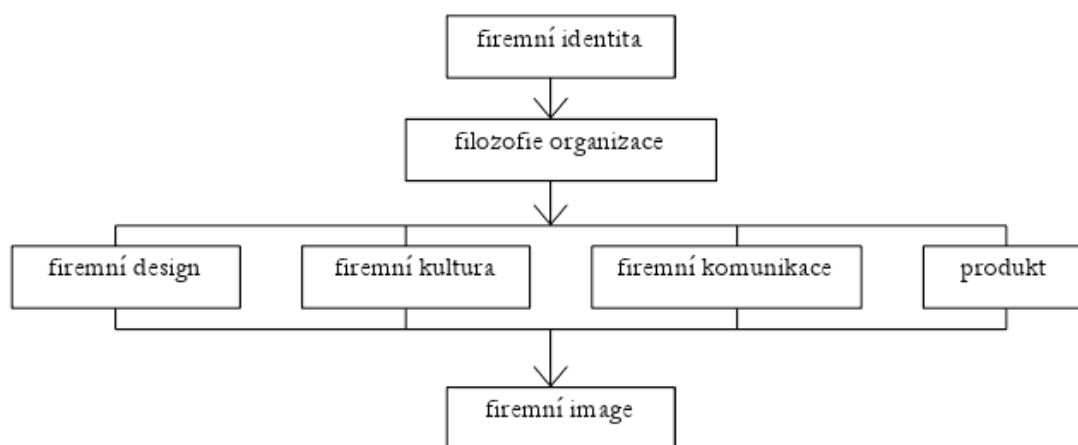 firemní identita
filozofie organizace
firemní design
firemní kultura
firemní komunikace
produkt
firemní image